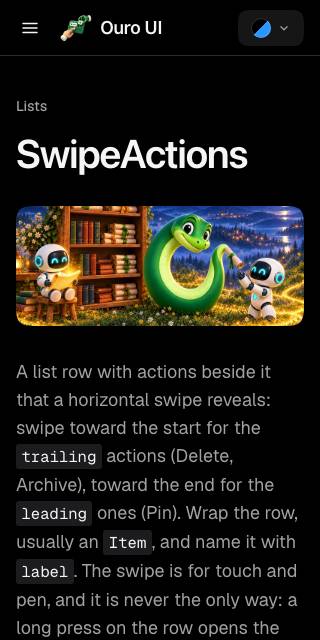 Ouro UI
Lists
SwipeActions
A list row with actions beside it
that a horizontal swipe reveals:
swipe toward the start for the
trailing actions (Delete,
Archive), toward the end for the
leading ones (Pin). Wrap the row,
usually an Item, and name it with
label. The swipe is for touch and
pen, and it is never the only way: a
long press on the row opens the